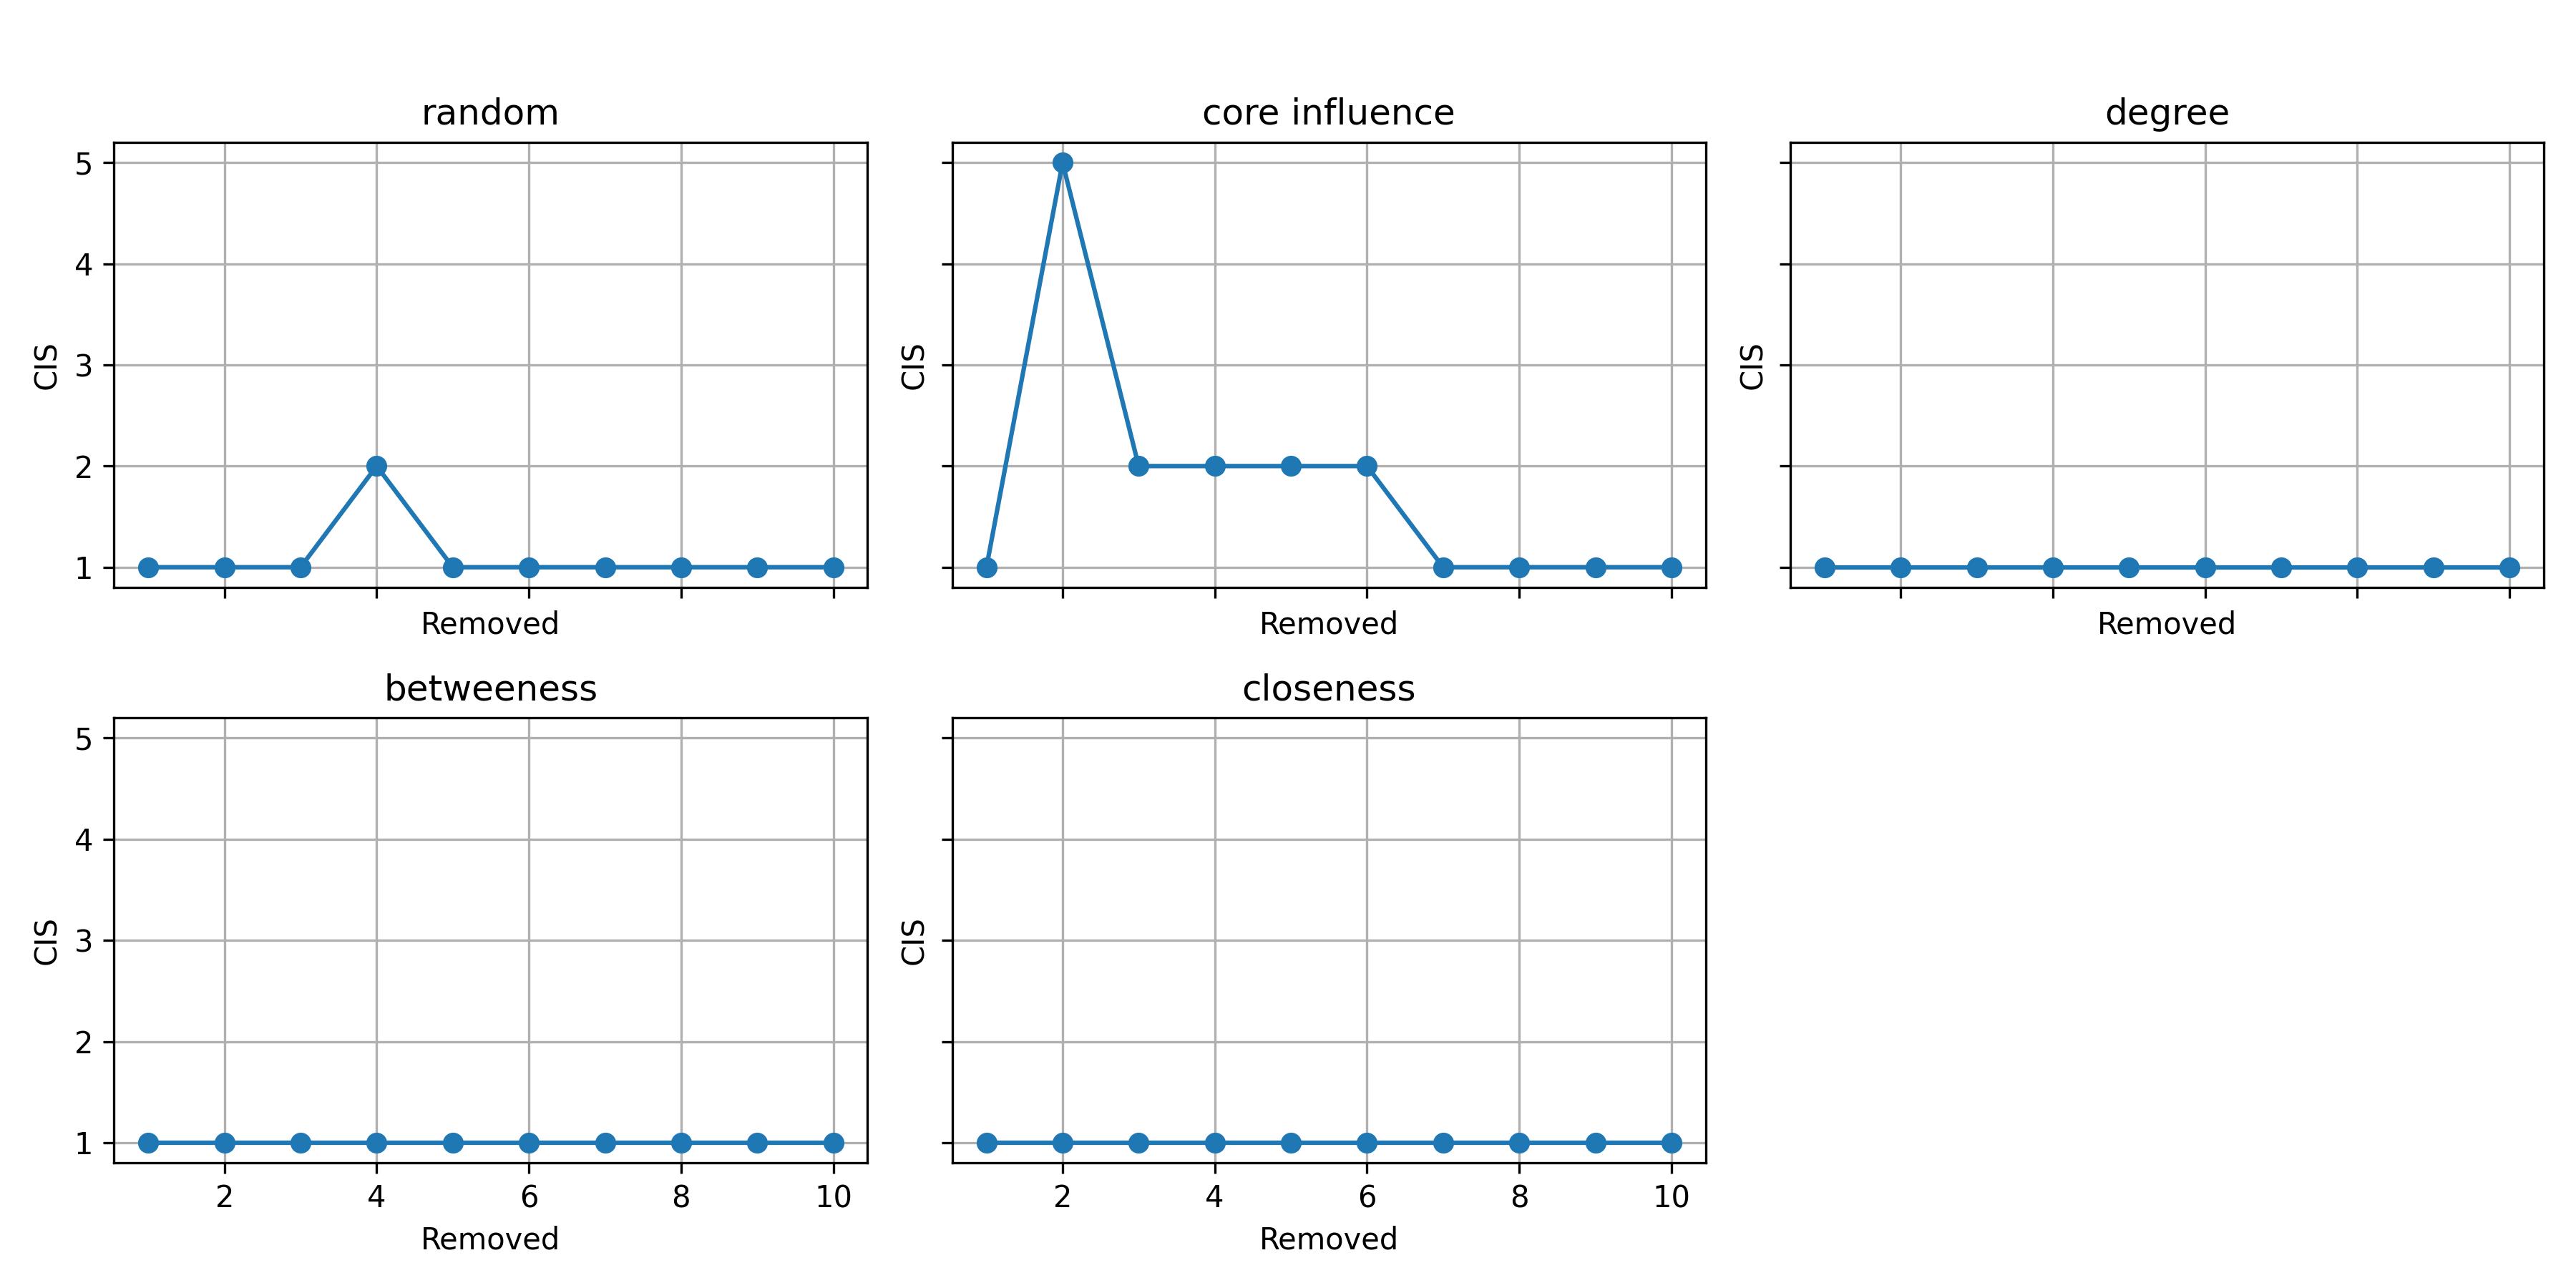 random
core influence
degree
5
4
3
2
1
CIS
CIS
CIS
Removed
Removed
Removed
betweeness
closeness
5
4
3
2
1
CIS
CIS
2 4 6 8 10
2 4 6 8 10
Removed
Removed